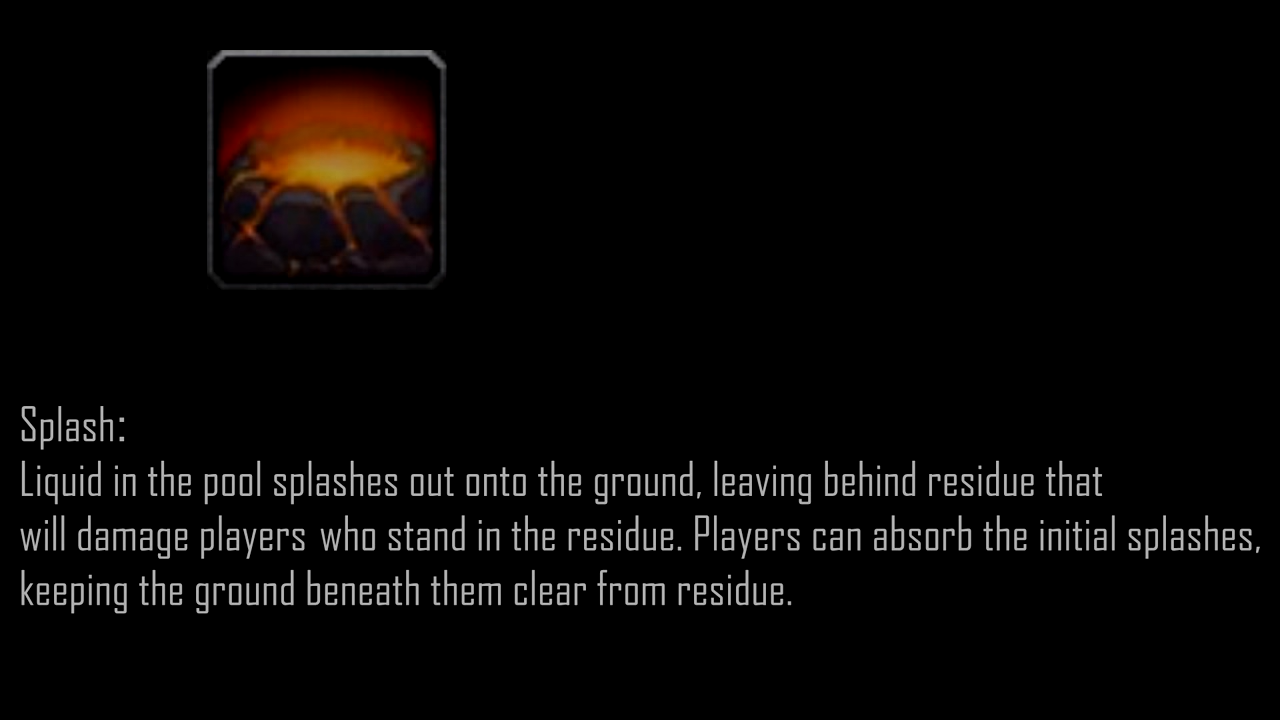 Splash:
Liquid in the pool splashes out onto the ground, leaving behind residue that
will damage players who stand in the residue. Players can absorb the initial splashes,
keeping the ground beneath them clear from residue.